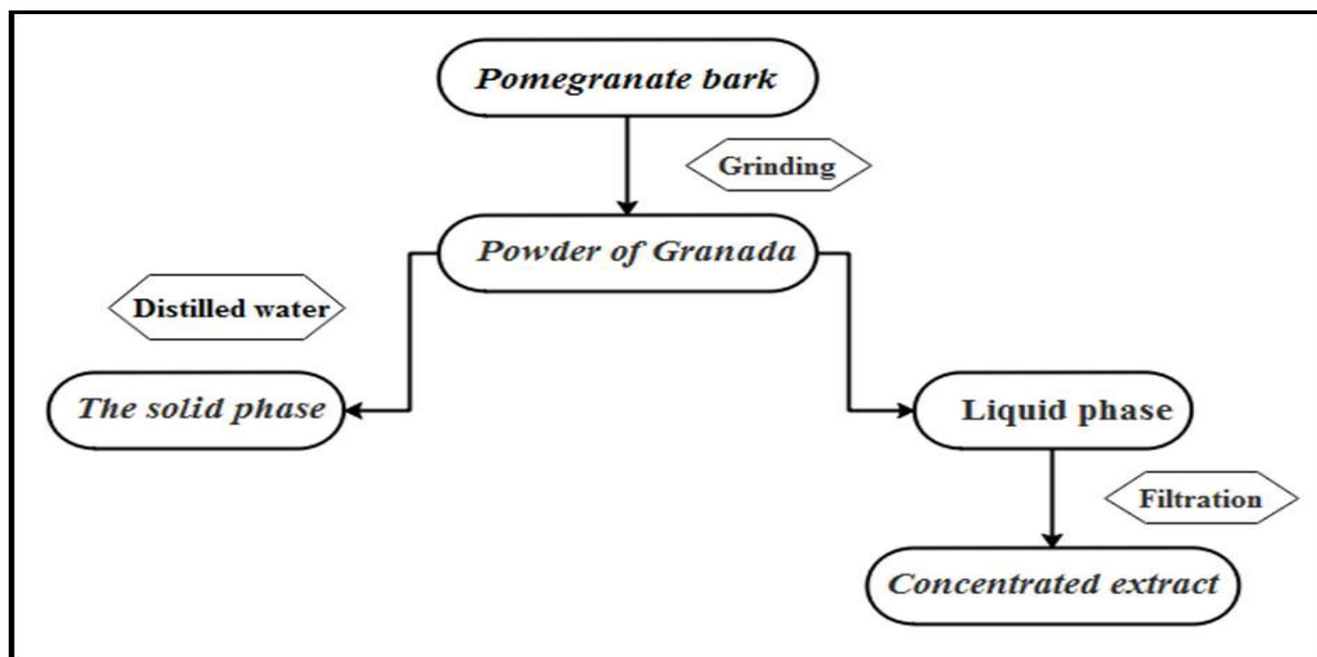 Pomegranate bark
Grinding
Powder of Granada
Distilled water
The solid phase
Liquid phase
Filtration
Concentrated extract